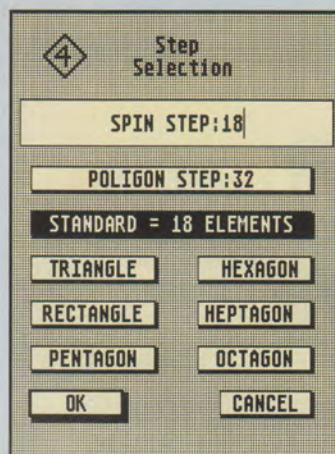 4 Step
Selection
SPIN STEP:18
POLIGON STEP:32
STANDARD = 18 ELEMENTS
TRIANGLE HEXAGON
RECTANGLE HEPTAGON
PENTAGON OCTAGON
OK CANCEL